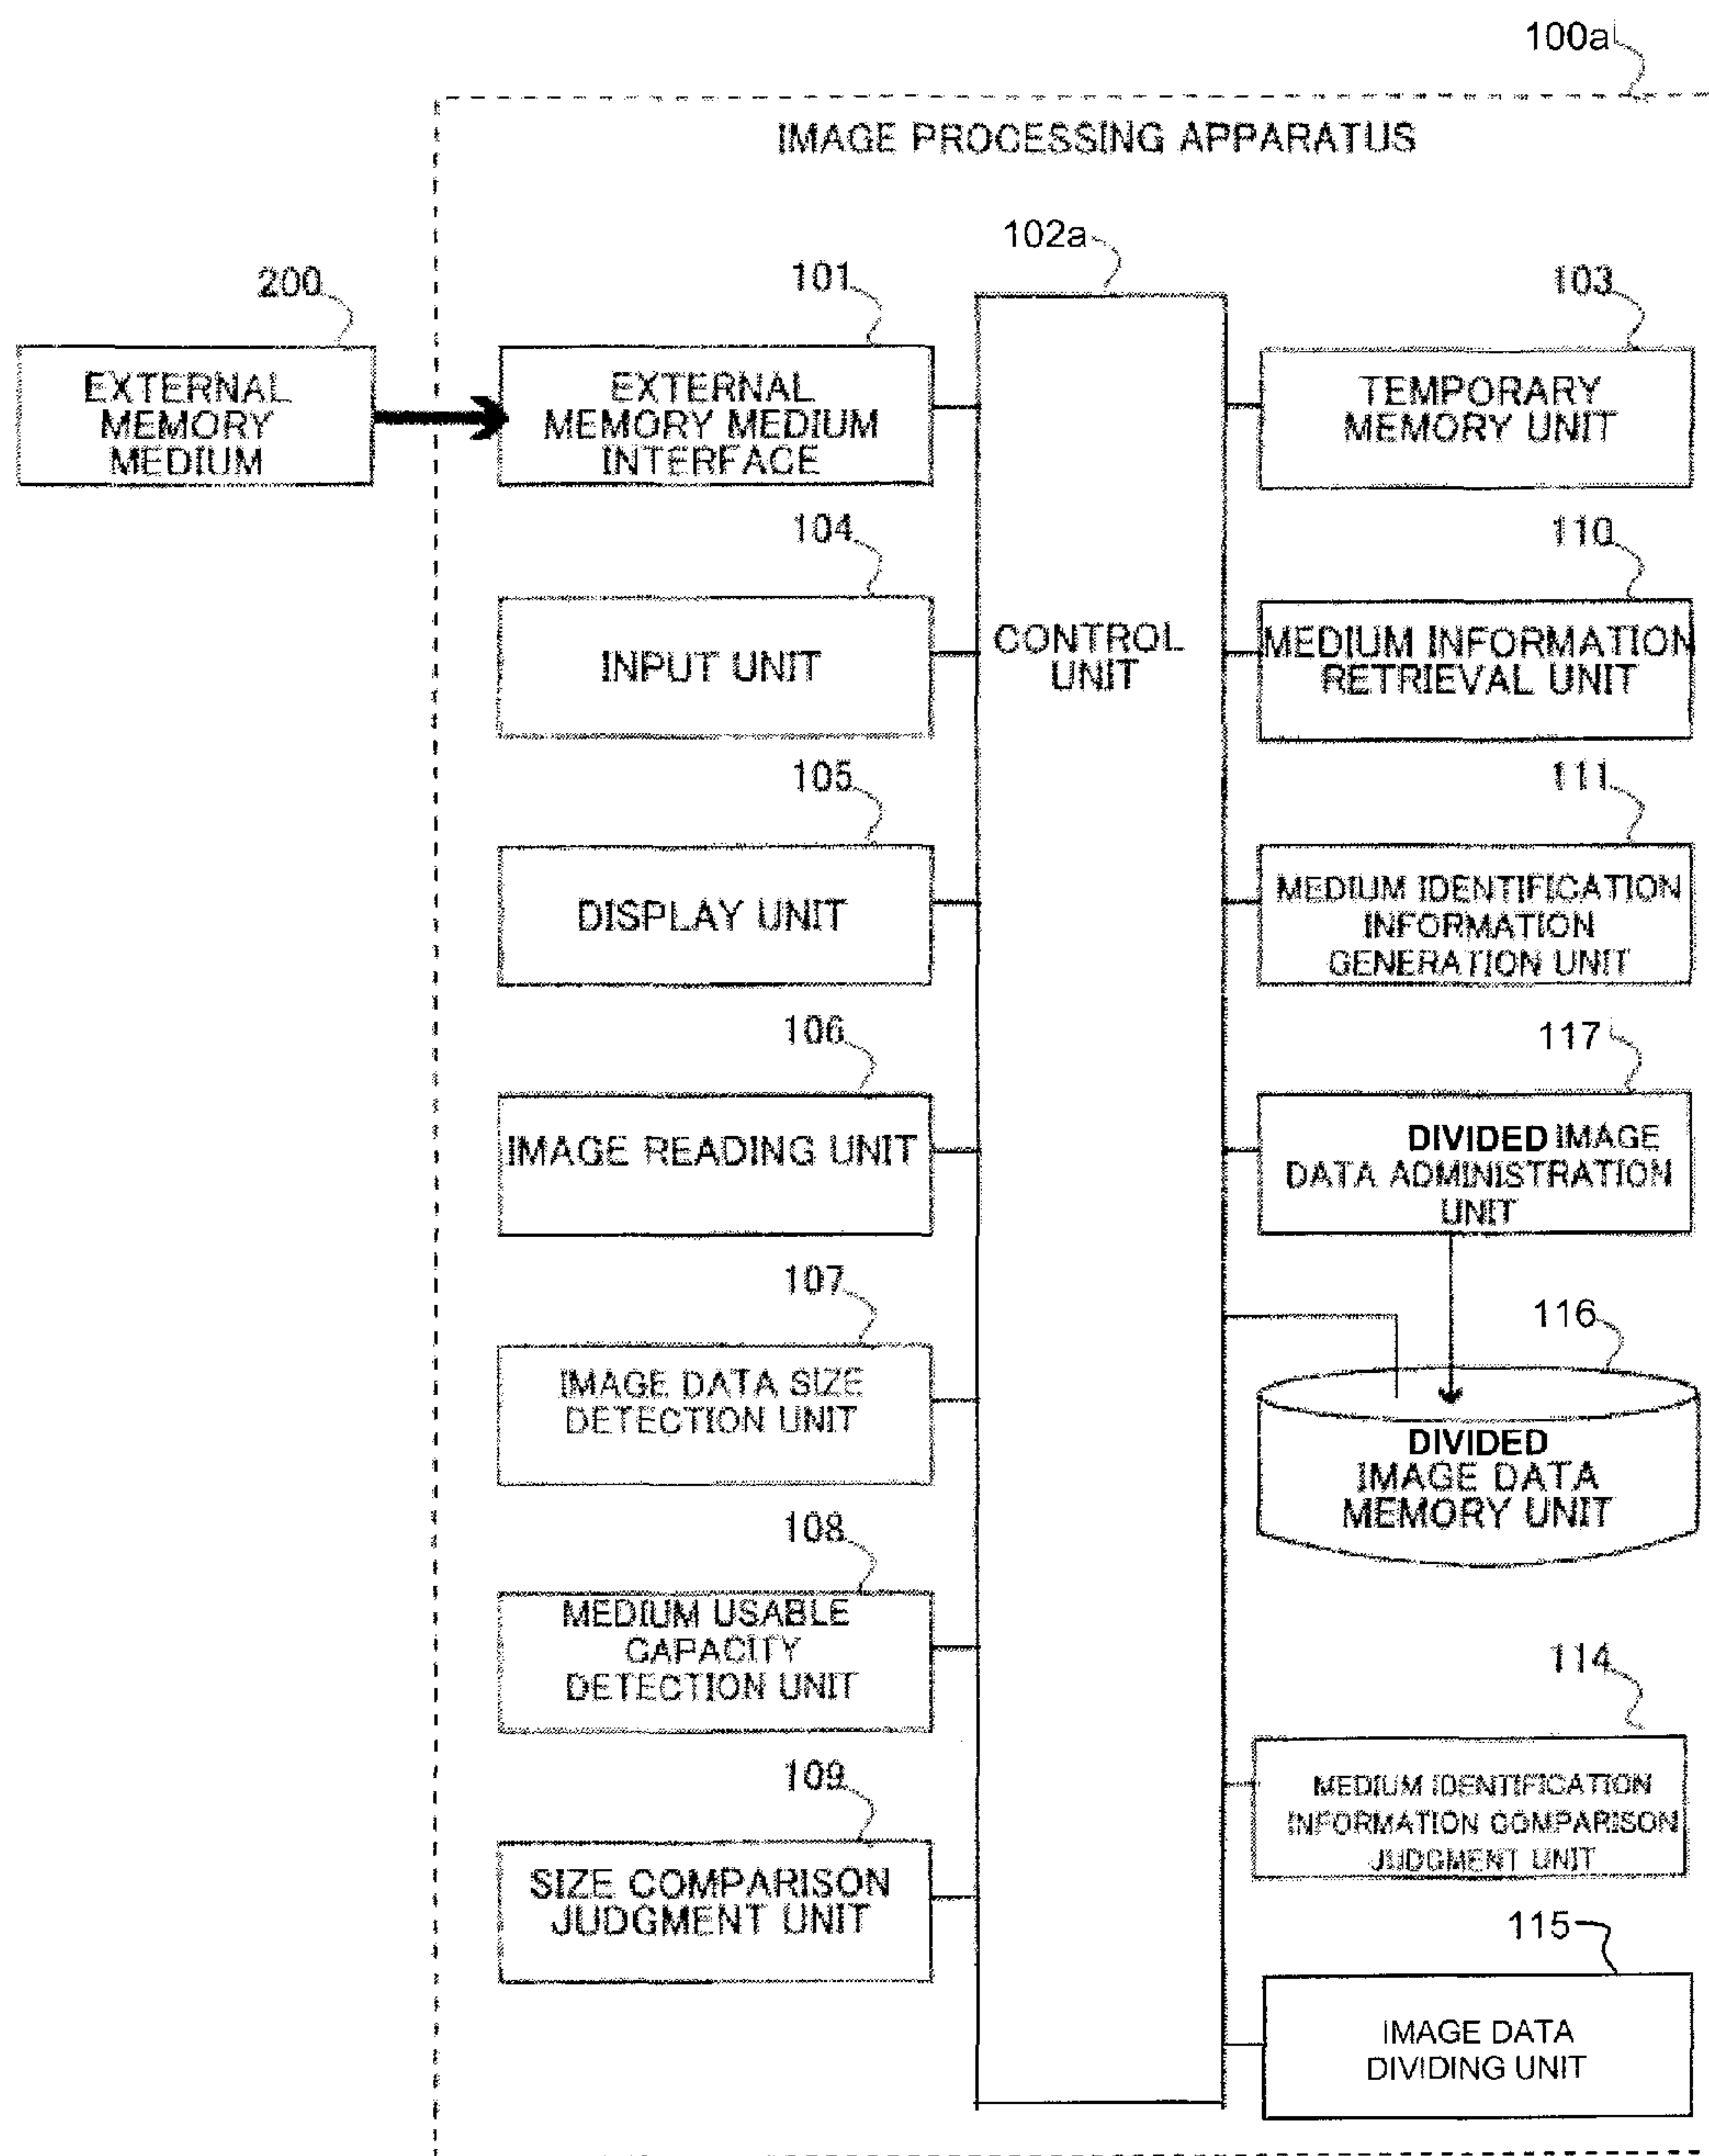 100a
IMAGE PROCESSING APPARATUS
102a
200
101
103
EXTERNAL
MEMORY
MEDIUM
EXTERNAL
MEMORY MEDIUM
INTERFACE
TEMPORARY
MEMORY UNIT
104
110
INPUT UNIT
CONTROL
UNIT
MEDIUM INFORMATION
RETRIEVAL UNIT
105
111
DISPLAY UNIT
MEDIUM IDENTIFICATION
INFORMATION
GENERATION UNIT
106
117
IMAGE READING UNIT
DIVIDED IMAGE
DATA ADMINISTRATION
UNIT
107
116
IMAGE DATA SIZE
DETECTION UNIT
DIVIDED
IMAGE DATA
MEMORY UNIT
108
MEDIUM USABLE
CAPACITY
DETECTION UNIT
114
MEDIUM IDENTIFICATION
INFORMATION COMPARISON
JUDGMENT UNIT
109
SIZE COMPARISON
JUDGMENT UNIT
115
IMAGE DATA
DIVIDING UNIT